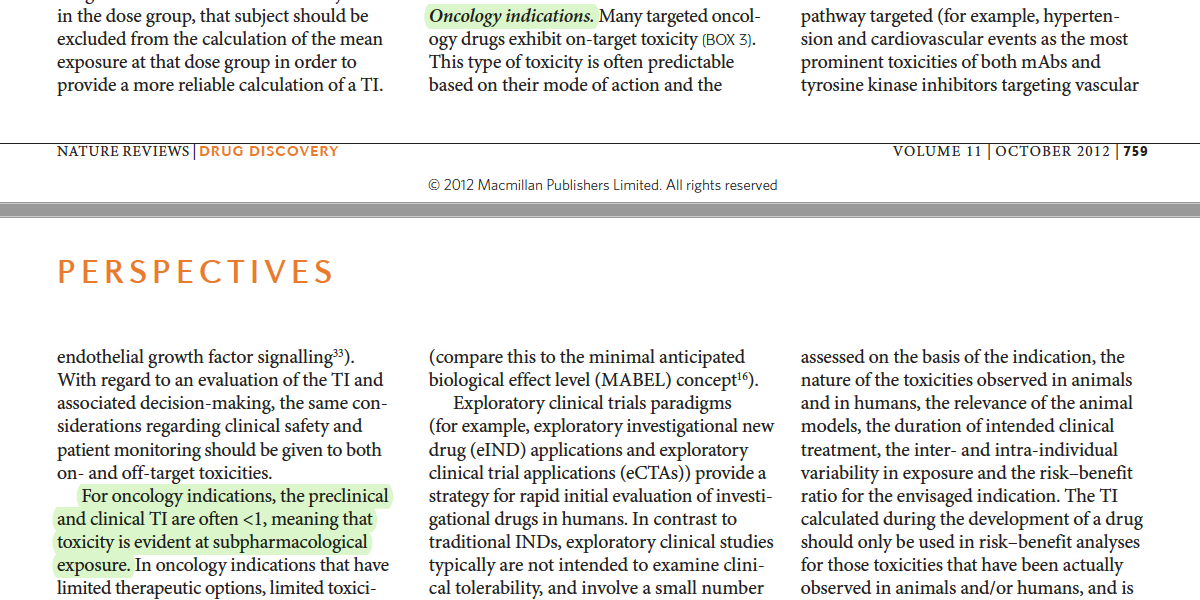 in the dose group, that subject should be
excluded from the calculation of the mean
exposure at that dose group in order to
provide a more reliable calculation of a TI.
Oncology indications. Many targeted oncol-
ogy drugs exhibit on-target toxicity (BOX 3).
This type of toxicity is often predictable
based on their mode of action and the
pathway targeted (for example, hyperten-
sion and cardiovascular events as the most
prominent toxicities of both mAbs and
tyrosine kinase inhibitors targeting vascular
NATURE REVIEWS | DRUG DISCOVERY
VOLUME 11 | OCTOBER 2012 | 759
© 2012 Macmillan Publishers Limited. All rights reserved
PERSPECTIVES
endothelial growth factor signalling³³).
With regard to an evaluation of the TI and
associated decision-making, the same con-
siderations regarding clinical safety and
patient monitoring should be given to both
on- and off-target toxicities.
For oncology indications, the preclinical
and clinical TI are often <1, meaning that
toxicity is evident at subpharmacological
exposure. In oncology indications that have
limited therapeutic options, limited toxici-
(compare this to the minimal anticipated
biological effect level (MABEL) concept¹⁶).
Exploratory clinical trials paradigms
(for example, exploratory investigational new
drug (eIND) applications and exploratory
clinical trial applications (eCTAs)) provide a
strategy for rapid initial evaluation of investi-
gational drugs in humans. In contrast to
traditional INDs, exploratory clinical studies
typically are not intended to examine clini-
cal tolerability, and involve a small number
assessed on the basis of the indication, the
nature of the toxicities observed in animals
and in humans, the relevance of the animal
models, the duration of intended clinical
treatment, the inter- and intra-individual
variability in exposure and the risk–benefit
ratio for the envisaged indication. The TI
calculated during the development of a drug
should only be used in risk–benefit analyses
for those toxicities that have been actually
observed in animals and/or humans, and is